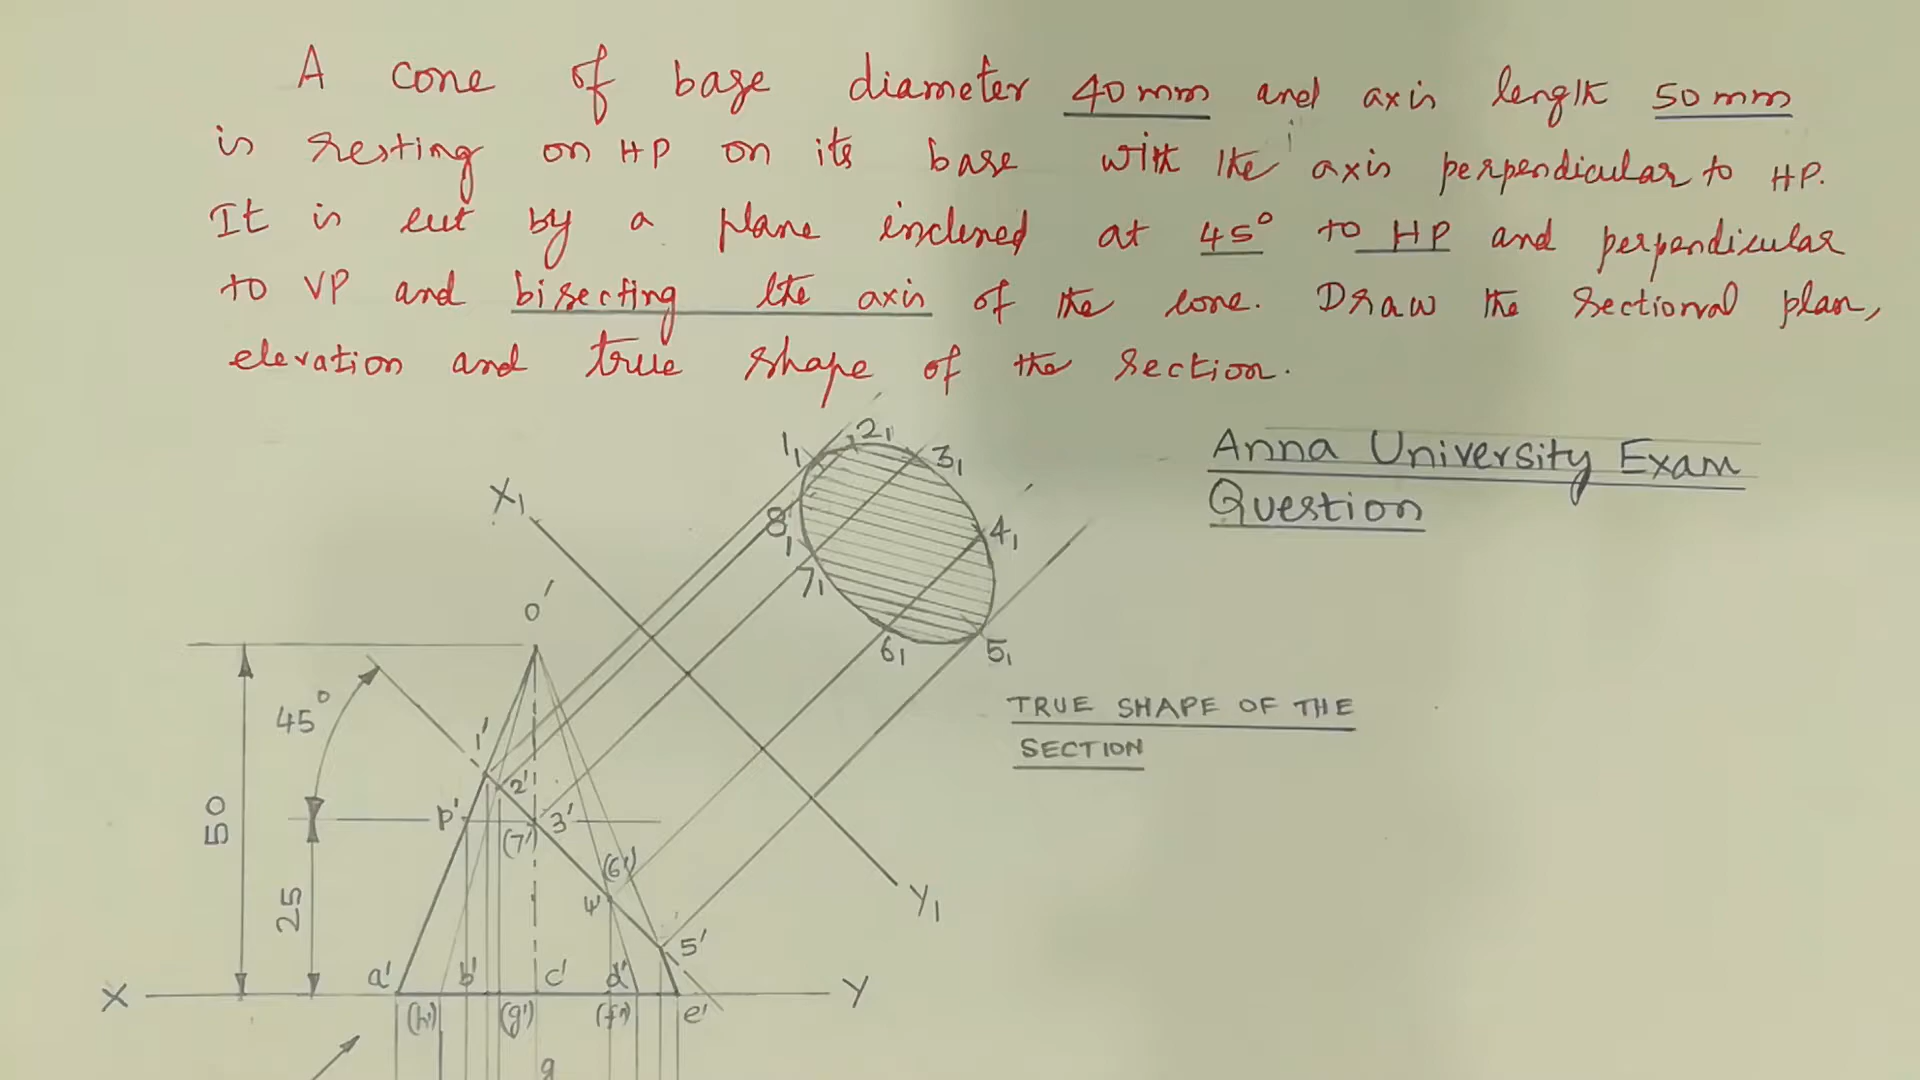 A cone of base diameter 40mm and axis length 50mm
is resting on HP on its base with the axis perpendicular to HP.
It is cut by a plane inclined at 45° to HP and perpendicular
to VP and bisecting the axis of the cone. Draw the sectional plan,
elevation and true shape of the section.
Anna University Exam
Question
1₁
2₁
3₁
8₁
4₁
7₁
6₁
5₁
X₁
o'
45°
1'
2'
TRUE SHAPE OF THE
SECTION
50
p'
3'
(7')
(6')
4'
25
Y₁
5'
X
a'
b'
c'
d'
Y
(h')
(g')
(f')
e'
g